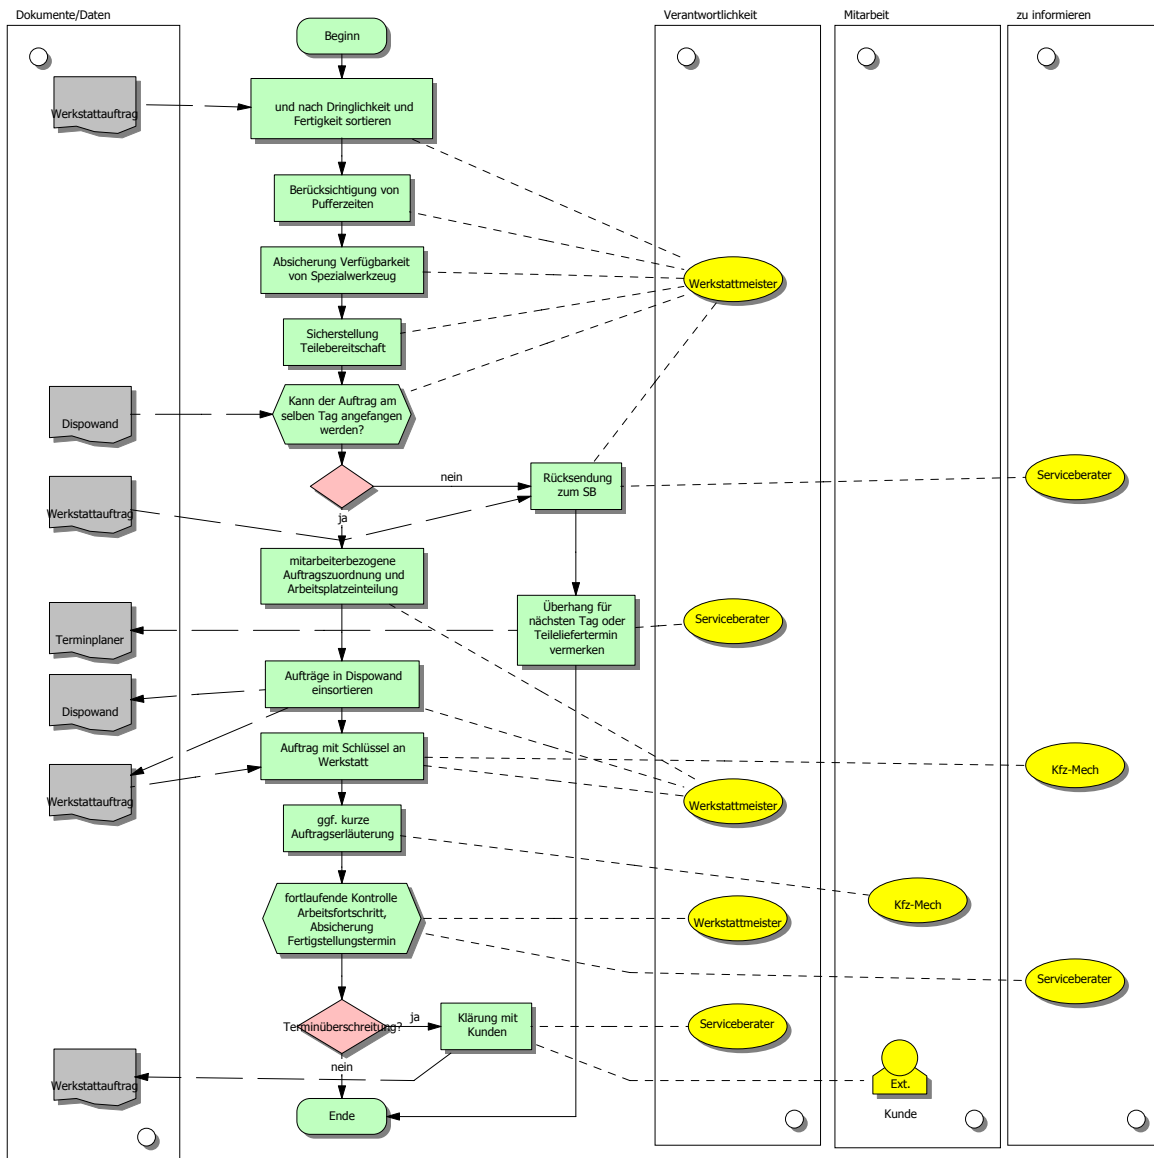 Dokumente/Daten
Verantwortlichkeit
Mitarbeit
zu informieren
Beginn
Werkstattauftrag
und nach Dringlichkeit und
Fertigkeit sortieren
Berücksichtigung von
Pufferzeiten
Absicherung Verfügbarkeit
von Spezialwerkzeug
Werkstattmeister
Sicherstellung
Teilebereitschaft
Dispowand
Kann der Auftrag am
selben Tag angefangen
werden?
nein
Rücksendung
zum SB
Serviceberater
Werkstattauftrag
ja
mitarbeiterbezogene
Auftragszuordnung und
Arbeitsplatzeinteilung
Terminplaner
Überhang für
nächsten Tag oder
Teileliefertermin
vermerken
Serviceberater
Dispowand
Aufträge in Dispowand
einsortieren
Auftrag mit Schlüssel an
Werkstatt
Kfz-Mech
Werkstattauftrag
Werkstattmeister
ggf. kurze
Auftragserläuterung
Kfz-Mech
fortlaufende Kontrolle
Arbeitsfortschritt,
Absicherung
Fertigstellungstermin
Werkstattmeister
Serviceberater
Terminüberschreitung?
ja
Klärung mit
Kunden
Serviceberater
nein
Werkstattauftrag
Ext.
Kunde
Ende